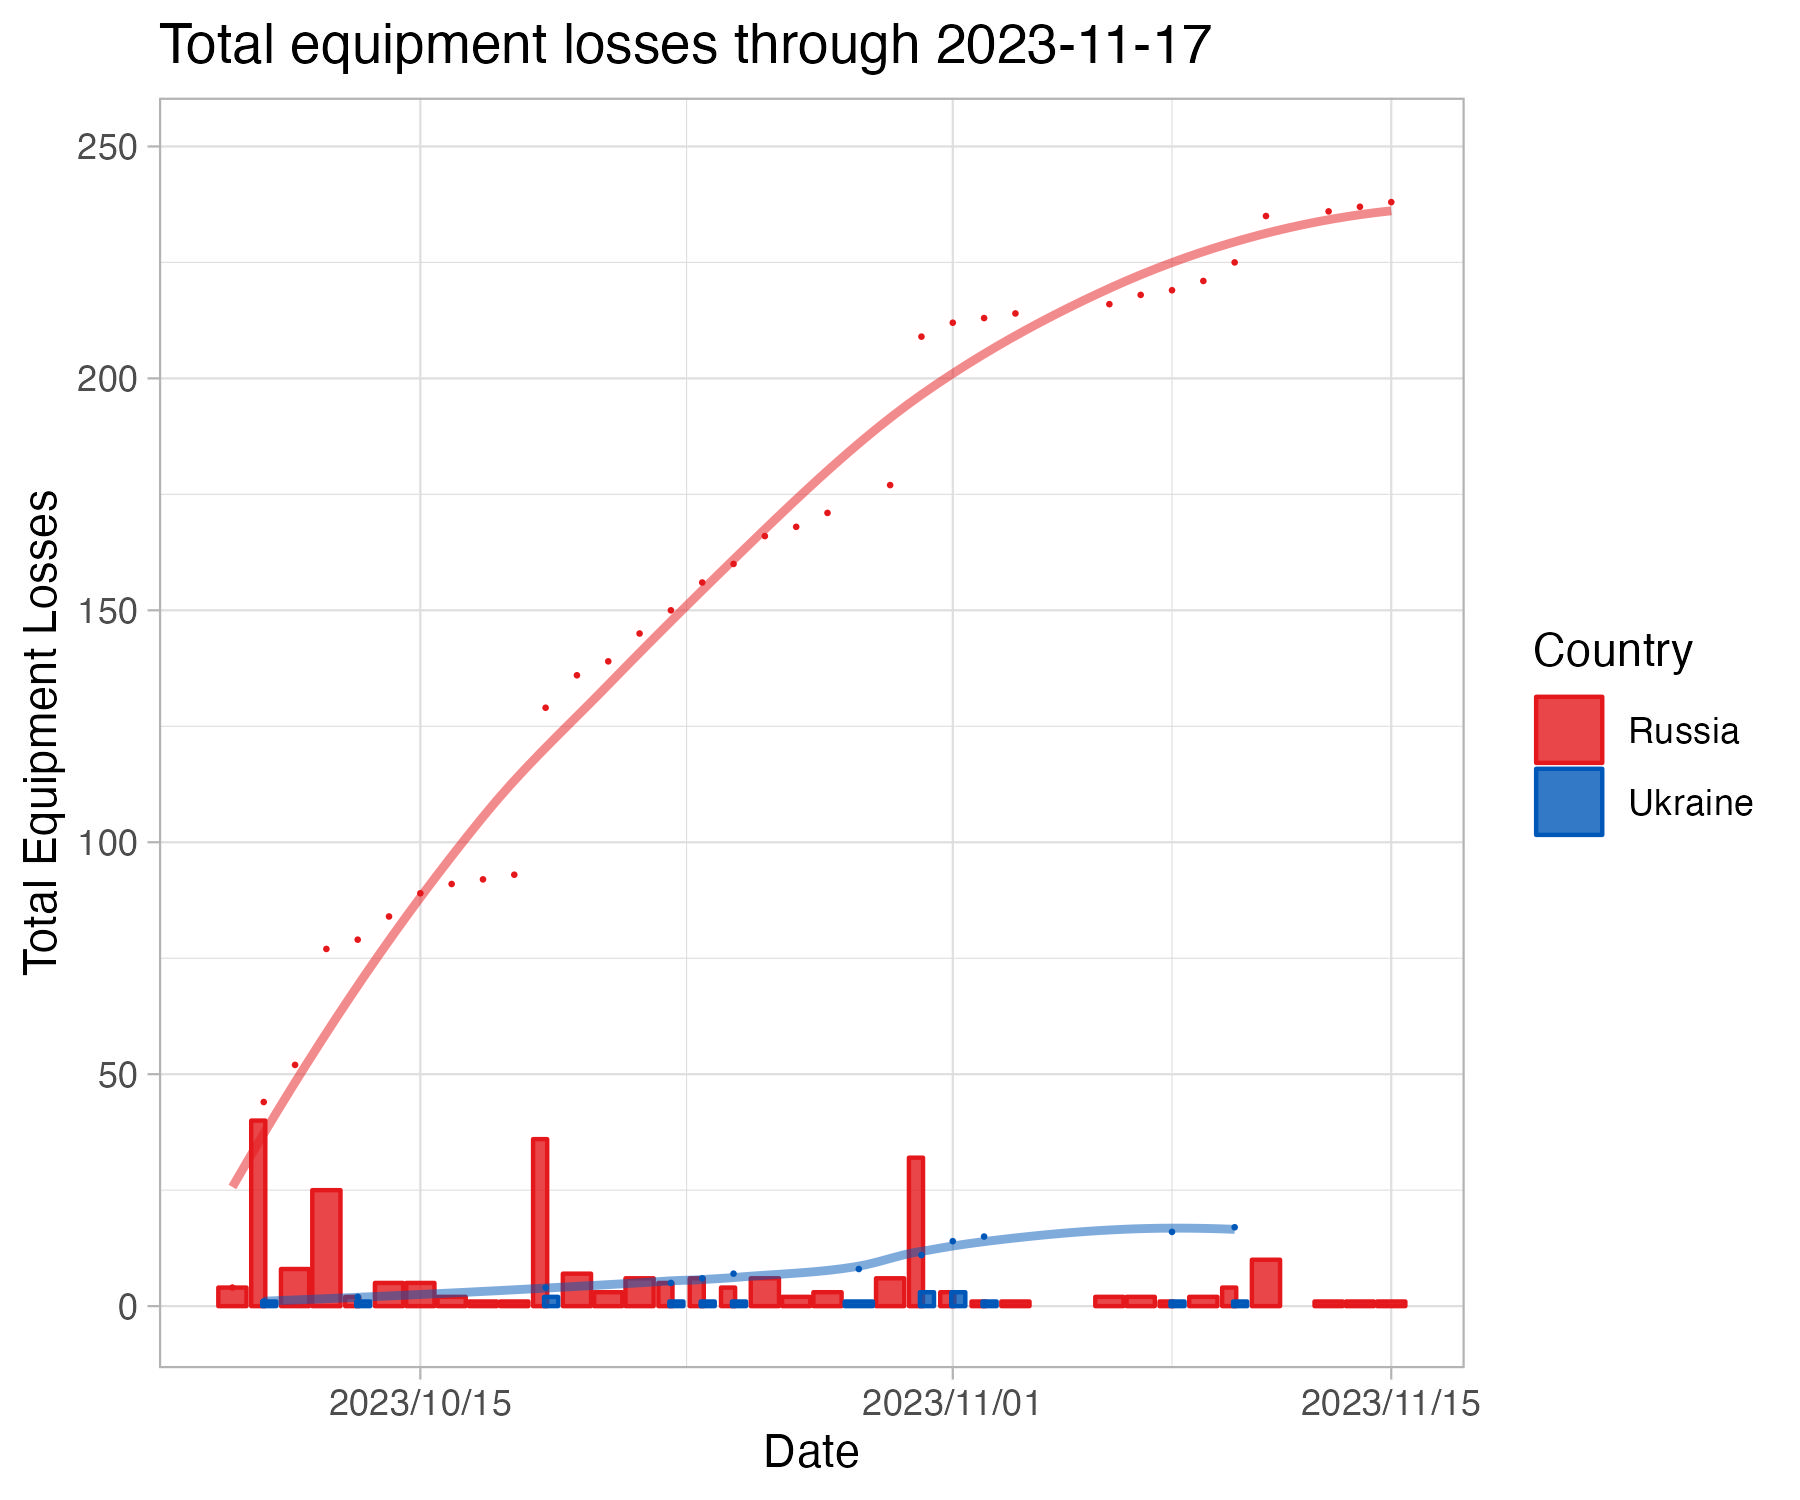 Total equipment losses through 2023-11-17
Total Equipment Losses
250
200
150
100
50
0
2023/10/15
2023/11/01
2023/11/15
Date
Country
Russia
Ukraine